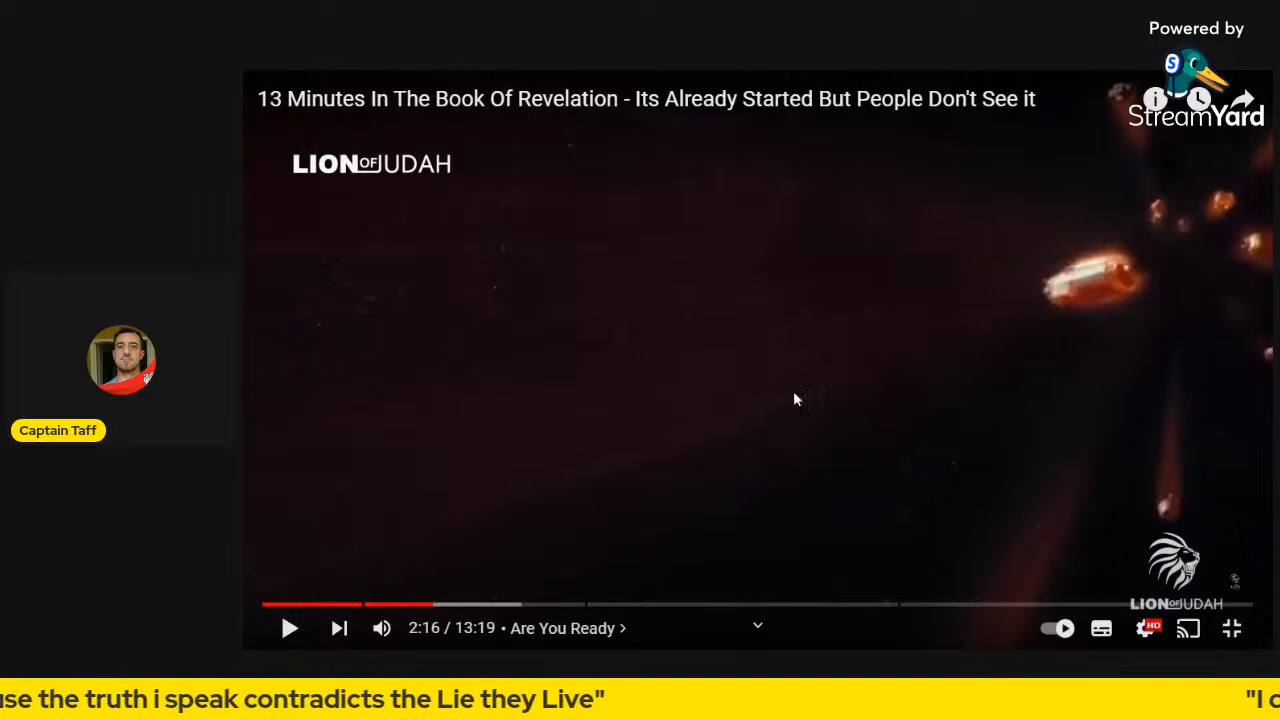 Powered by
StreamYard
13 Minutes In The Book Of Revelation - Its Already Started But People Don't See it
LION OF JUDAH
Captain Taff
LION OF JUDAH
2:16 / 13:19 • Are You Ready ›
HD
use the truth i speak contradicts the Lie they Live"
"I c